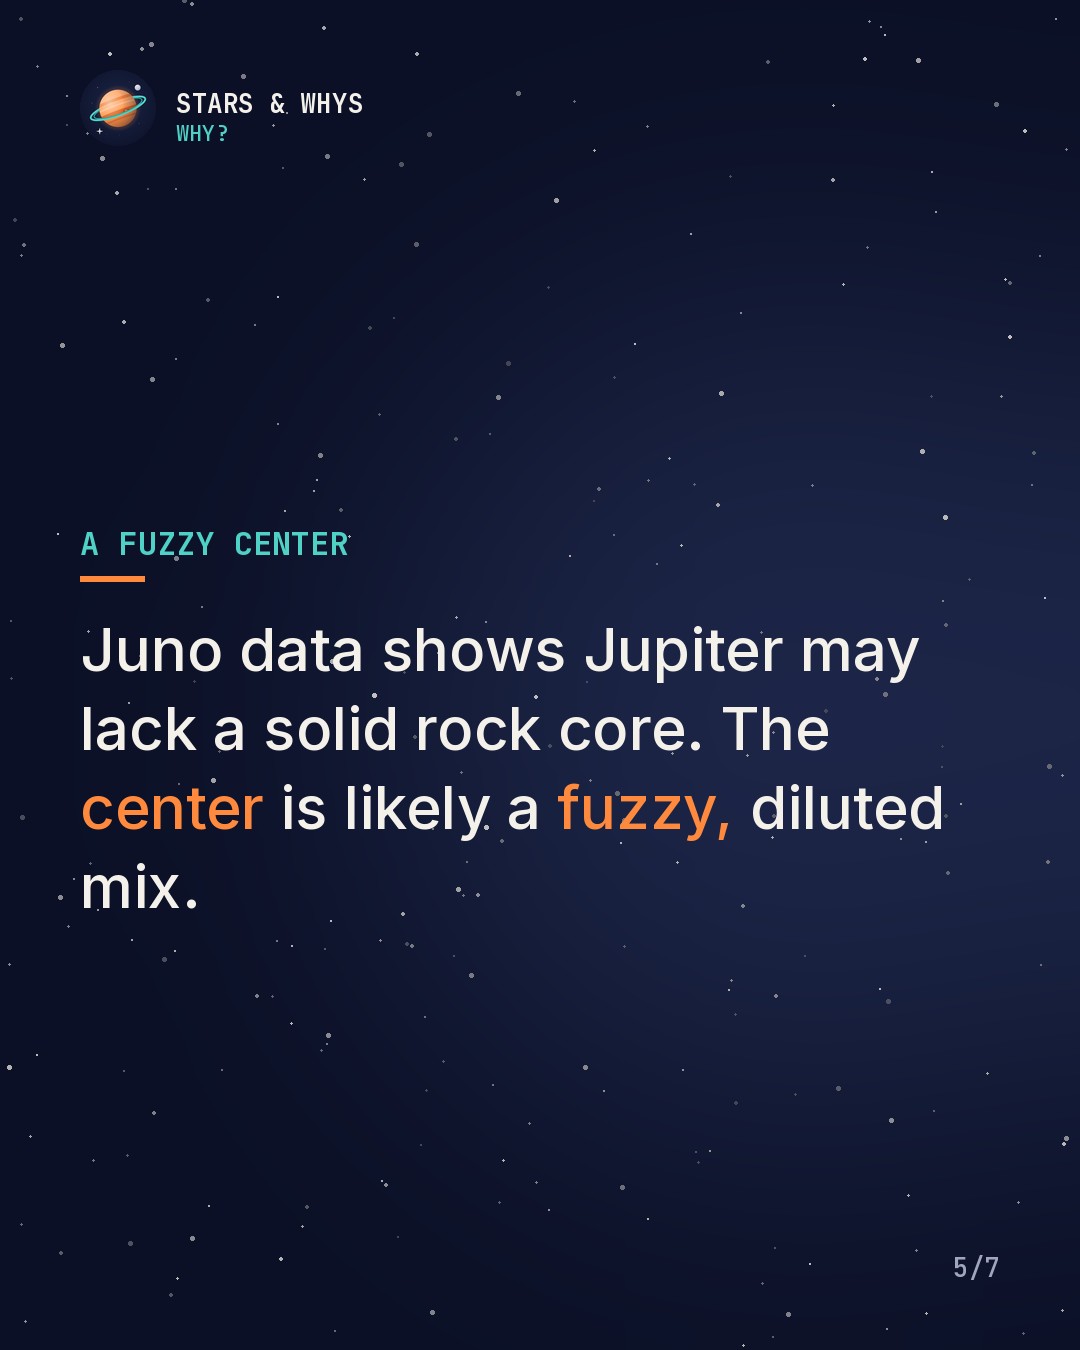 STARS & WHYS
WHY?
A FUZZY CENTER
Juno data shows Jupiter may
lack a solid rock core. The
center is likely a fuzzy, diluted
mix.
5/7